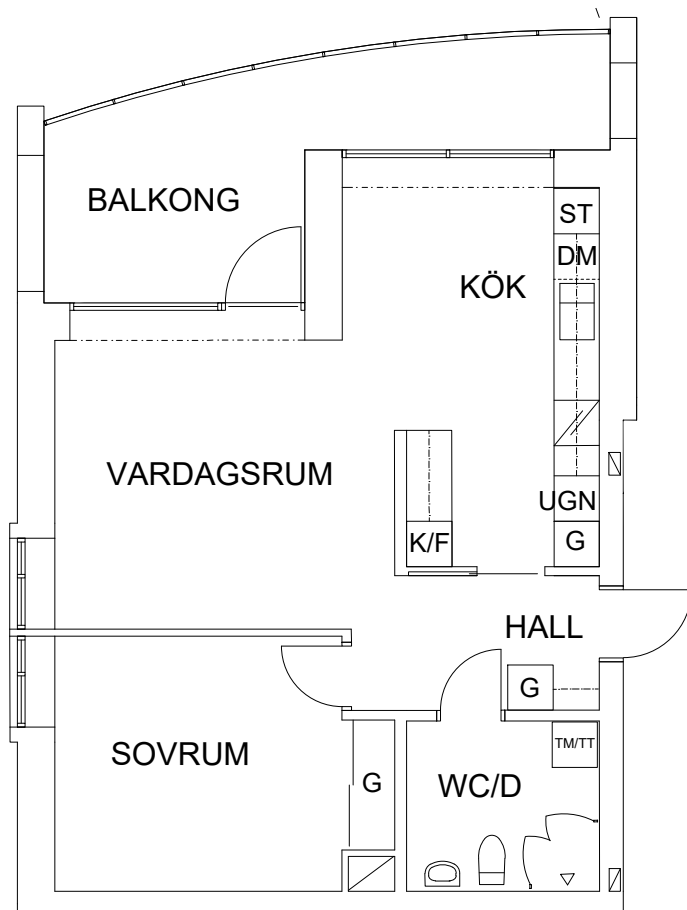 BALKONG
ST
DM
KÖK
VARDAGSRUM
UGN
K/F
G
HALL
G
SOVRUM
G
WC/D
TM/TT